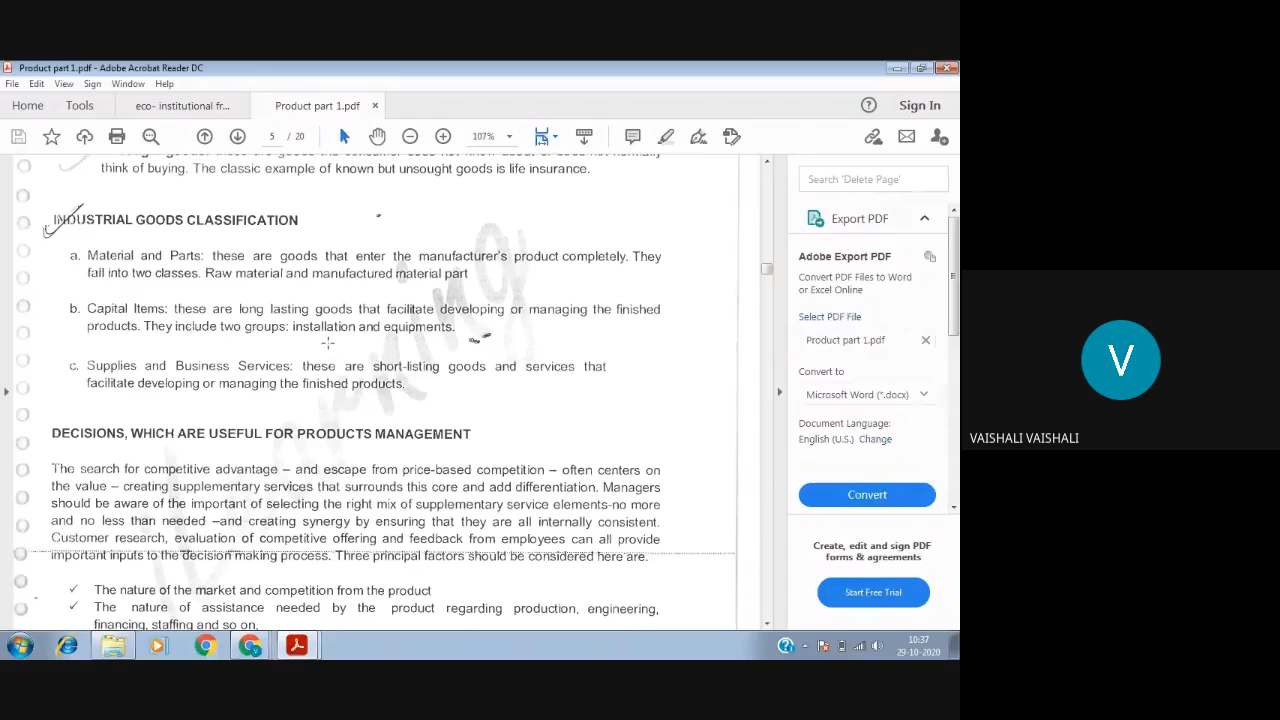 Product part 1.pdf - Adobe Acrobat Reader DC
File Edit View Sign Window Help
Home Tools eco- institutional fr... Product part 1.pdf × Sign In
5 / 20 107%
think of buying. The classic example of known but unsought goods is life insurance.
INDUSTRIAL GOODS CLASSIFICATION
a. Material and Parts: these are goods that enter the manufacturer's product completely. They
fall into two classes. Raw material and manufactured material part
b. Capital Items: these are long lasting goods that facilitate developing or managing the finished
products. They include two groups: installation and equipments.
c. Supplies and Business Services: these are short-listing goods and services that
facilitate developing or managing the finished products.
DECISIONS, WHICH ARE USEFUL FOR PRODUCTS MANAGEMENT
The search for competitive advantage – and escape from price-based competition – often centers on
the value – creating supplementary services that surrounds this core and add differentiation. Managers
should be aware of the important of selecting the right mix of supplementary service elements-no more
and no less than needed –and creating synergy by ensuring that they are all internally consistent.
Customer research, evaluation of competitive offering and feedback from employees can all provide
important inputs to the decision making process. Three principal factors should be considered here are.
✓ The nature of the market and competition from the product
✓ The nature of assistance needed by the product regarding production, engineering,
financing, staffing and so on,
Search 'Delete Page'
Export PDF
Adobe Export PDF
Convert PDF Files to Word
or Excel Online
Select PDF File
Product part 1.pdf ×
Convert to
Microsoft Word (*.docx)
Document Language:
English (U.S.) Change
Convert
Create, edit and sign PDF
forms & agreements
Start Free Trial
10:37
29-10-2020
V
VAISHALI VAISHALI